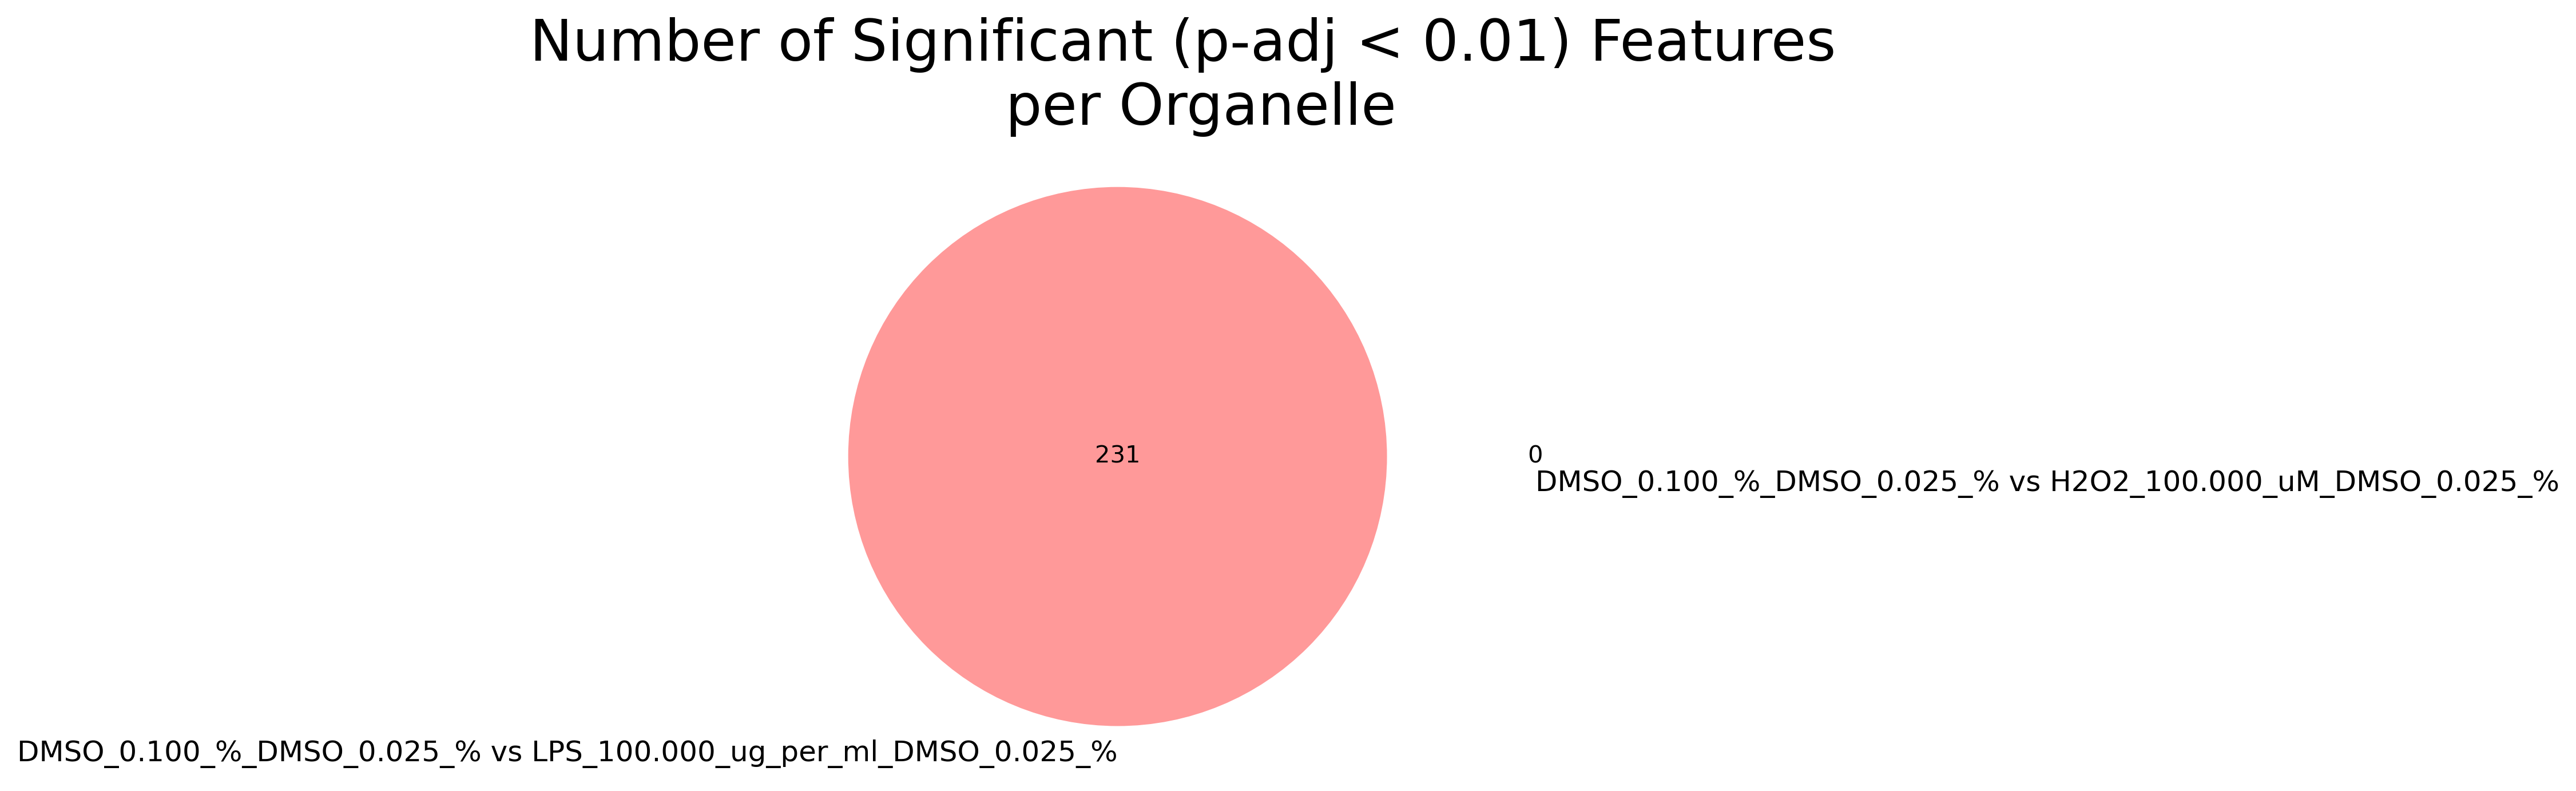 Number of Significant (p-adj < 0.01) Features
per Organelle
231
0
DMSO_0.100_%_DMSO_0.025_% vs H2O2_100.000_uM_DMSO_0.025_%
DMSO_0.100_%_DMSO_0.025_% vs LPS_100.000_ug_per_ml_DMSO_0.025_%